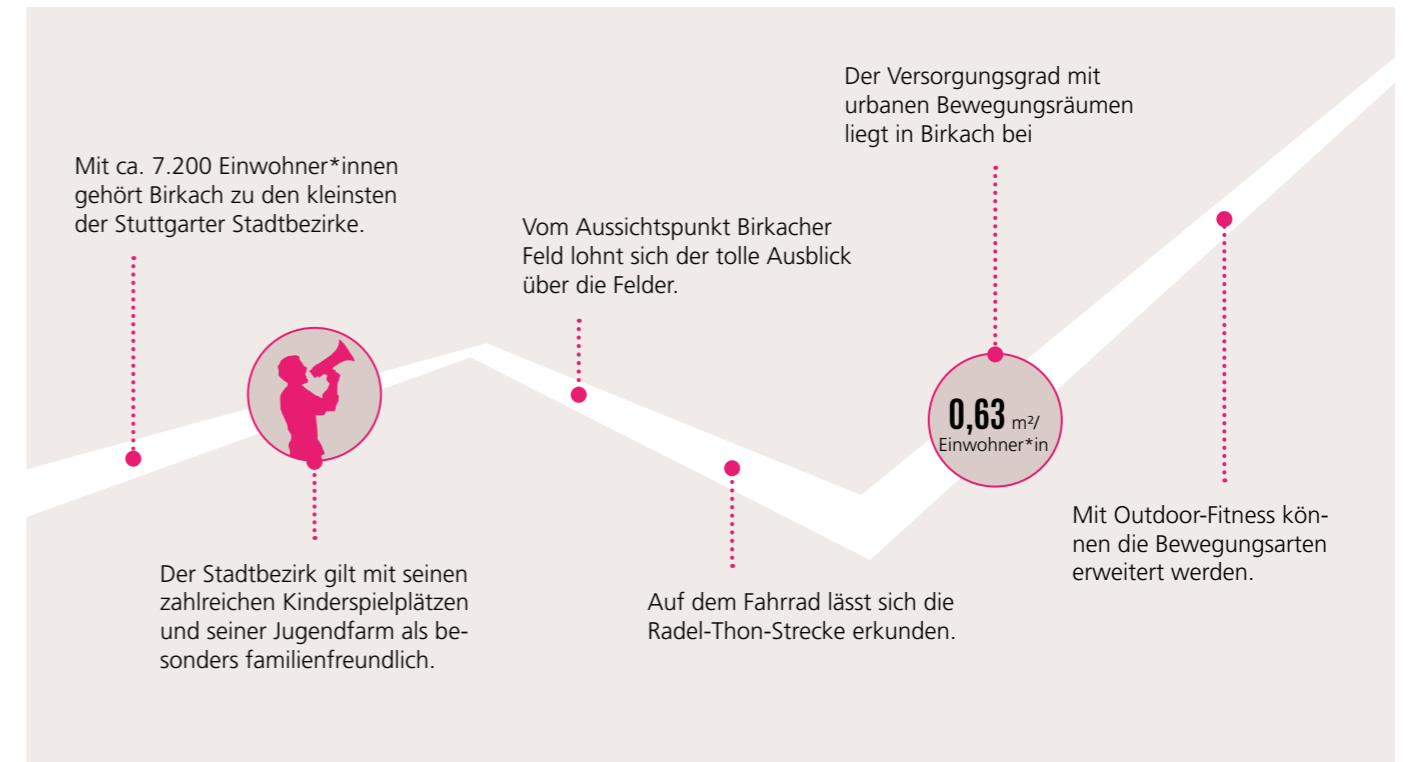 Mit ca. 7.200 Einwohner*innen
gehört Birkach zu den kleinsten
der Stuttgarter Stadtbezirke.
Der Stadtbezirk gilt mit seinen
zahlreichen Kinderspielplätzen
und seiner Jugendfarm als be-
sonders familienfreundlich.
Vom Aussichtspunkt Birkacher
Feld lohnt sich der tolle Ausblick
über die Felder.
Auf dem Fahrrad lässt sich die
Radel-Thon-Strecke erkunden.
Der Versorgungsgrad mit
urbanen Bewegungsräumen
liegt in Birkach bei
0,63 m²/
Einwohner*in
Mit Outdoor-Fitness kön-
nen die Bewegungsarten
erweitert werden.